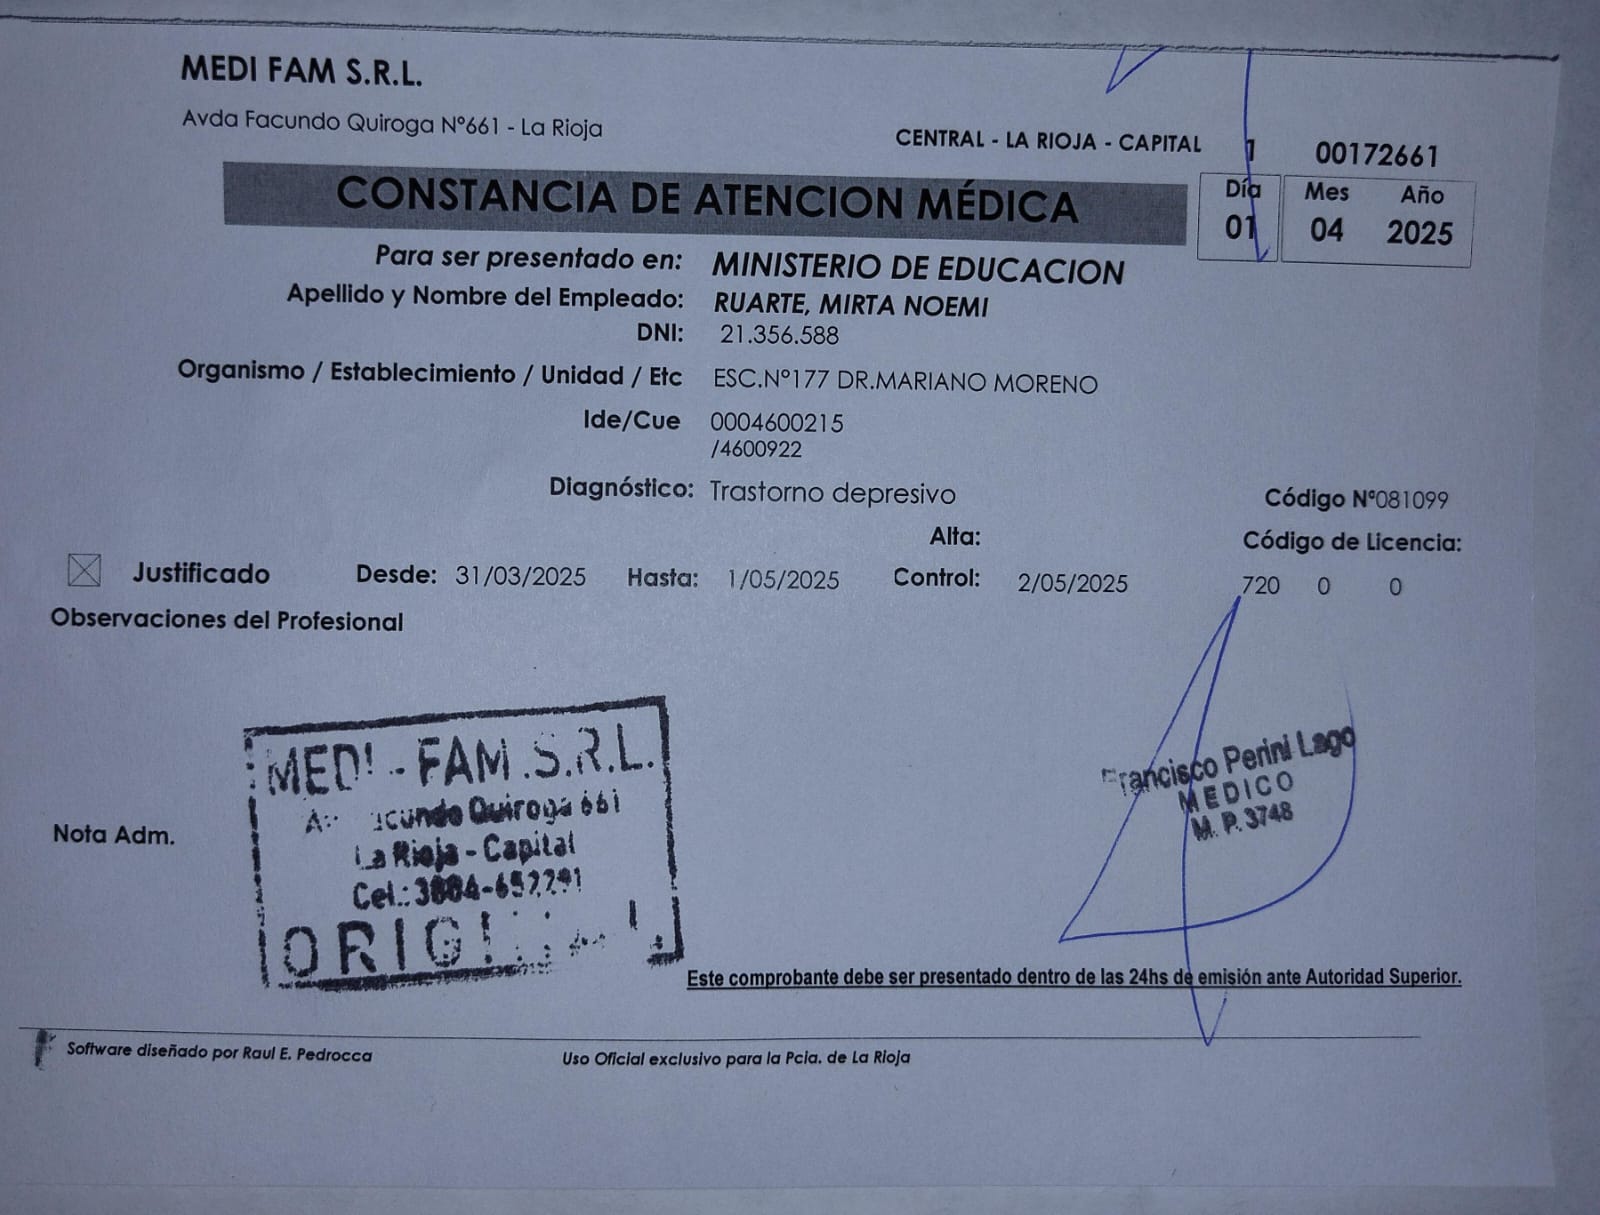 MEDI FAM S.R.L.
Avda Facundo Quiroga Nº661 - La Rioja
CENTRAL - LA RIOJA - CAPITAL 1 00172661
CONSTANCIA DE ATENCION MÉDICA
Día Mes Año
01 04 2025
Para ser presentado en: MINISTERIO DE EDUCACION
Apellido y Nombre del Empleado: RUARTE, MIRTA NOEMI
DNI: 21.356.588
Organismo / Establecimiento / Unidad / Etc ESC.Nº177 DR.MARIANO MORENO
Ide/Cue 0004600215
/4600922
Diagnóstico: Trastorno depresivo Código Nº081099
Alta: Código de Licencia:
Justificado Desde: 31/03/2025 Hasta: 1/05/2025 Control: 2/05/2025 720 0 0
Observaciones del Profesional
MEDI - FAM.S.R.L.
Quiroga 661
La Rioja - Capital
Cel.:
Francisco Perini Lago
MEDICO
M. P. 3748
Nota Adm.
Este comprobante debe ser presentado dentro de las 24hs de emisión ante Autoridad Superior.
Software diseñado por Raul E. Pedrocca Uso Oficial exclusivo para la Pcia. de La Rioja